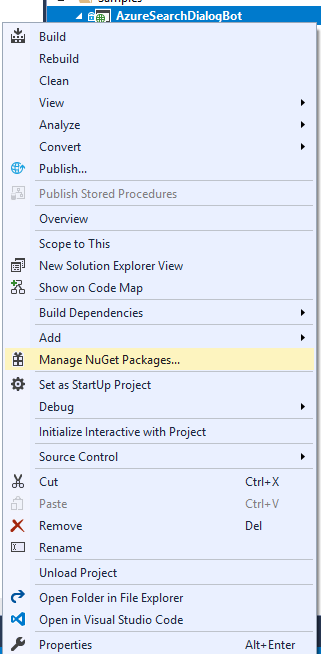 Samples
AzureSearchDialogBot
Build
Rebuild
Clean
View
Analyze
Convert
Publish...
Publish Stored Procedures
Overview
Scope to This
New Solution Explorer View
Show on Code Map
Build Dependencies
Add
Manage NuGet Packages...
Set as StartUp Project
Debug
Initialize Interactive with Project
Source Control
Cut Ctrl+X
Paste Ctrl+V
Remove Del
Rename
Unload Project
Open Folder in File Explorer
Open in Visual Studio Code
Properties Alt+Enter